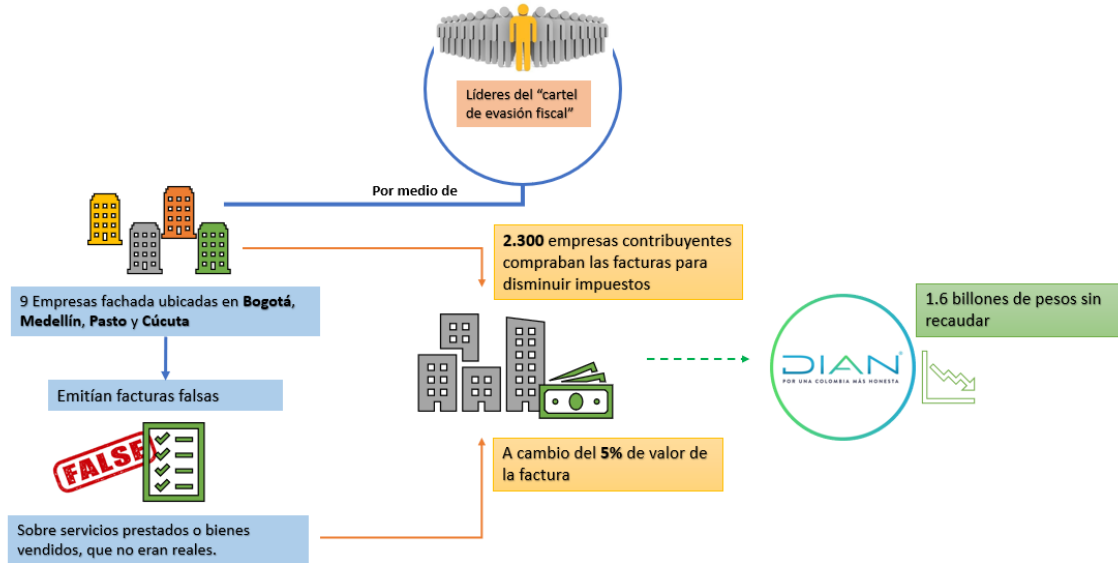 Líderes del “cartel
de evasión fiscal”
Por medio de
2.300 empresas contribuyentes
compraban las facturas para
disminuir impuestos
9 Empresas fachada ubicadas en Bogotá,
Medellín, Pasto y Cúcuta
1.6 billones de pesos sin
recaudar
DIAN®
POR UNA COLOMBIA MÁS HONESTA
Emitían facturas falsas
FALSE
A cambio del 5% de valor de
la factura
Sobre servicios prestados o bienes
vendidos, que no eran reales.